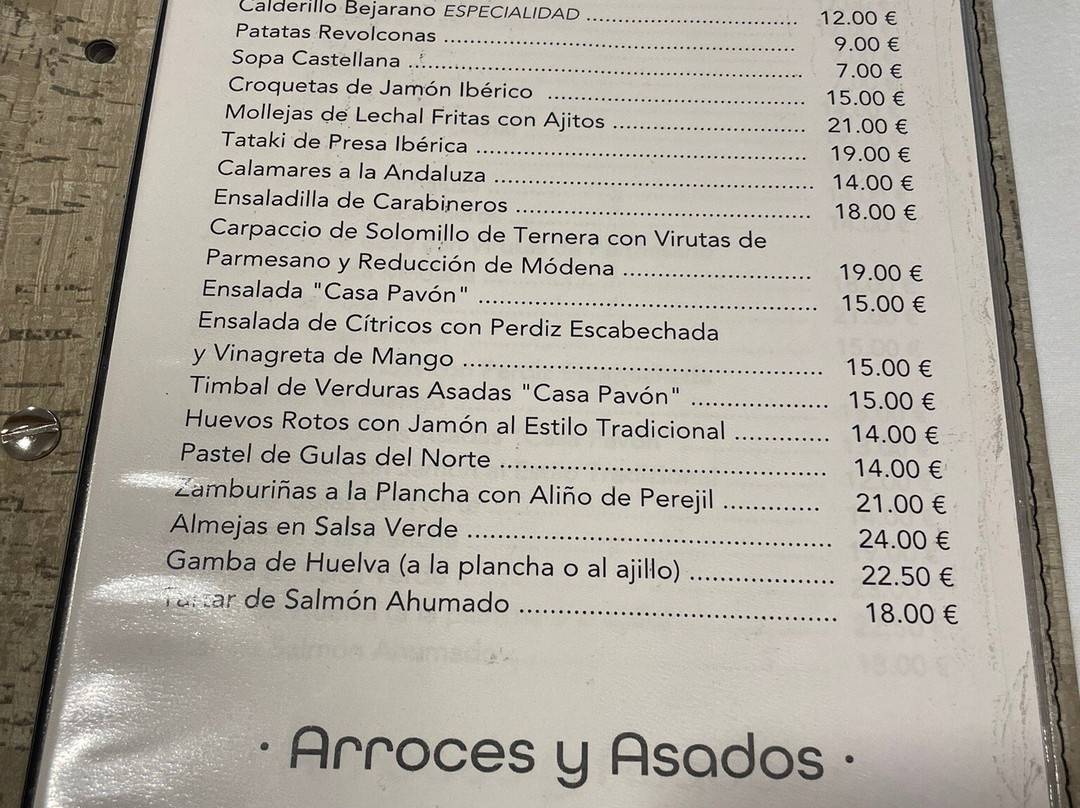 Calderillo Bejarano ESPECIALIDAD ........................................ 12.00 €
Patatas Revolconas ........................................ 9.00 €
Sopa Castellana ........................................ 7.00 €
Croquetas de Jamón Ibérico ........................................ 15.00 €
Mollejas de Lechal Fritas con Ajitos ........................................ 21.00 €
Tataki de Presa Ibérica ........................................ 19.00 €
Calamares a la Andaluza ........................................ 14.00 €
Ensaladilla de Carabineros ........................................ 18.00 €
Carpaccio de Solomillo de Ternera con Virutas de
Parmesano y Reducción de Módena ........................................ 19.00 €
Ensalada "Casa Pavón" ........................................ 15.00 €
Ensalada de Cítricos con Perdiz Escabechada
y Vinagreta de Mango ........................................ 15.00 €
Timbal de Verduras Asadas "Casa Pavón" .................... 15.00 €
Huevos Rotos con Jamón al Estilo Tradicional .............. 14.00 €
Pastel de Gulas del Norte ........................................ 14.00 €
Zamburiñas a la Plancha con Aliño de Perejil .............. 21.00 €
Almejas en Salsa Verde ........................................ 24.00 €
Gamba de Huelva (a la plancha o al ajillo) .................... 22.50 €
Tartar de Salmón Ahumado ........................................ 18.00 €
· Arroces y Asados ·